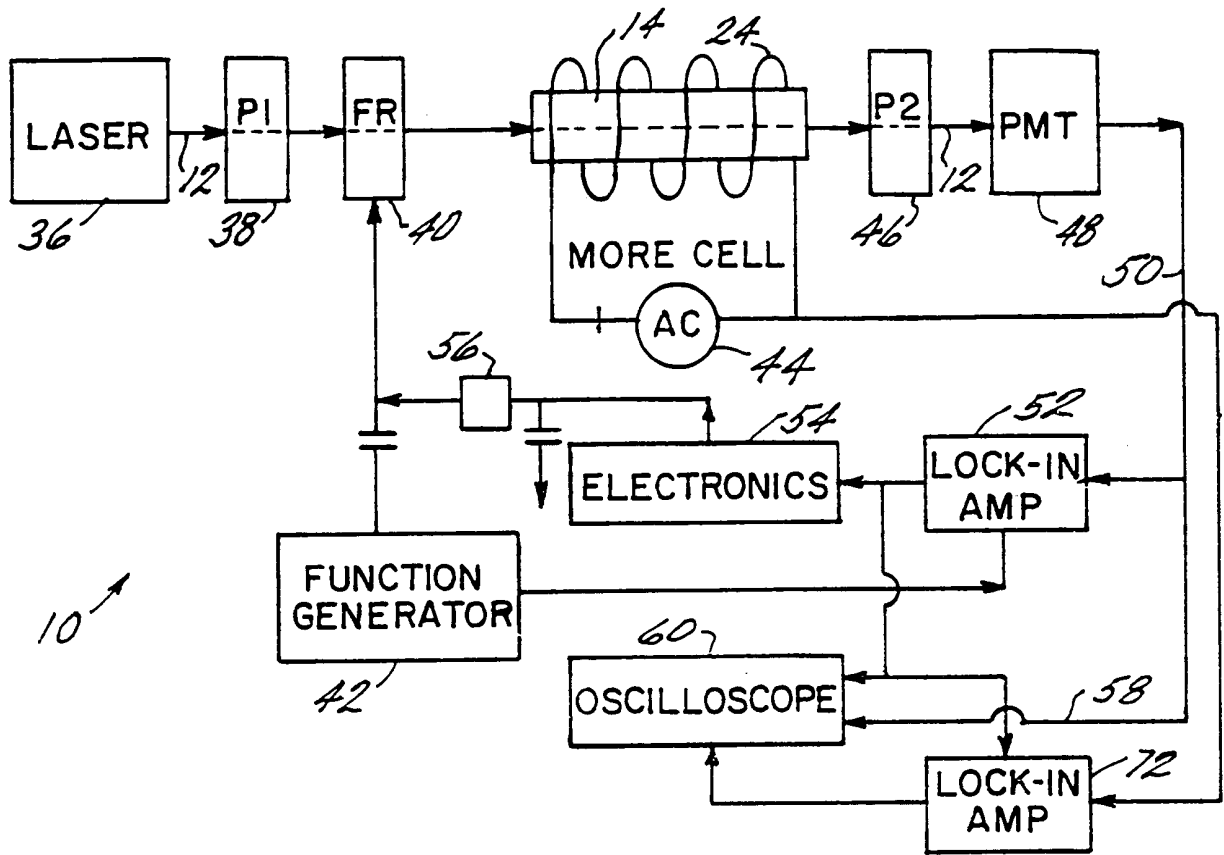 14
24
LASER
P1
FR
P2
PMT
12
12
36
38
40
46
48
MORE CELL
50
AC
44
56
54
52
ELECTRONICS
LOCK-IN
AMP
FUNCTION
GENERATOR
10
42
60
OSCILLOSCOPE
58
72
LOCK-IN
AMP